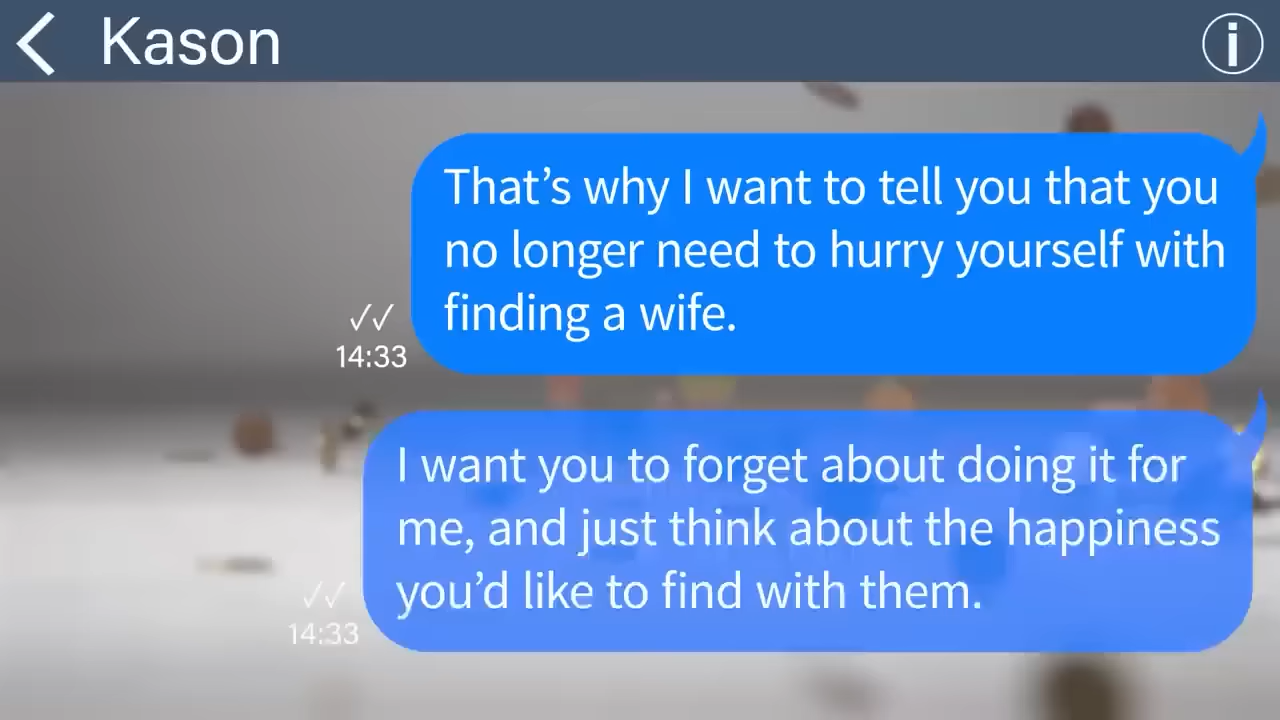 Kason
That’s why I want to tell you that you
no longer need to hurry yourself with
finding a wife.
✓✓
14:33
I want you to forget about doing it for
me, and just think about the happiness
you’d like to find with them.
✓✓
14:33